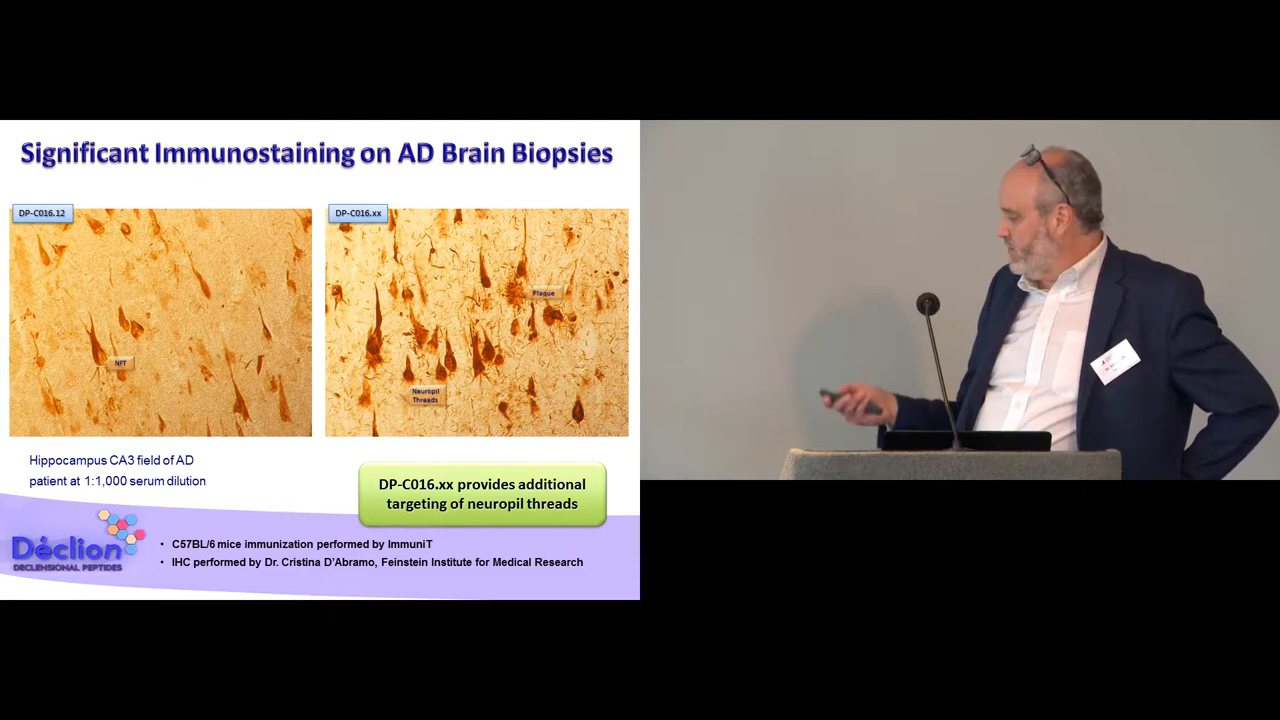 Significant Immunostaining on AD Brain Biopsies
DP-C016.12
DP-C016.xx
Plaque
NFT
Neuropil
Threads
Hippocampus CA3 field of AD
patient at 1:1,000 serum dilution
DP-C016.xx provides additional
targeting of neuropil threads
Déclion
DECLENSIONAL PEPTIDES
• C57BL/6 mice immunization performed by ImmuniT
• IHC performed by Dr. Cristina D'Abramo, Feinstein Institute for Medical Research